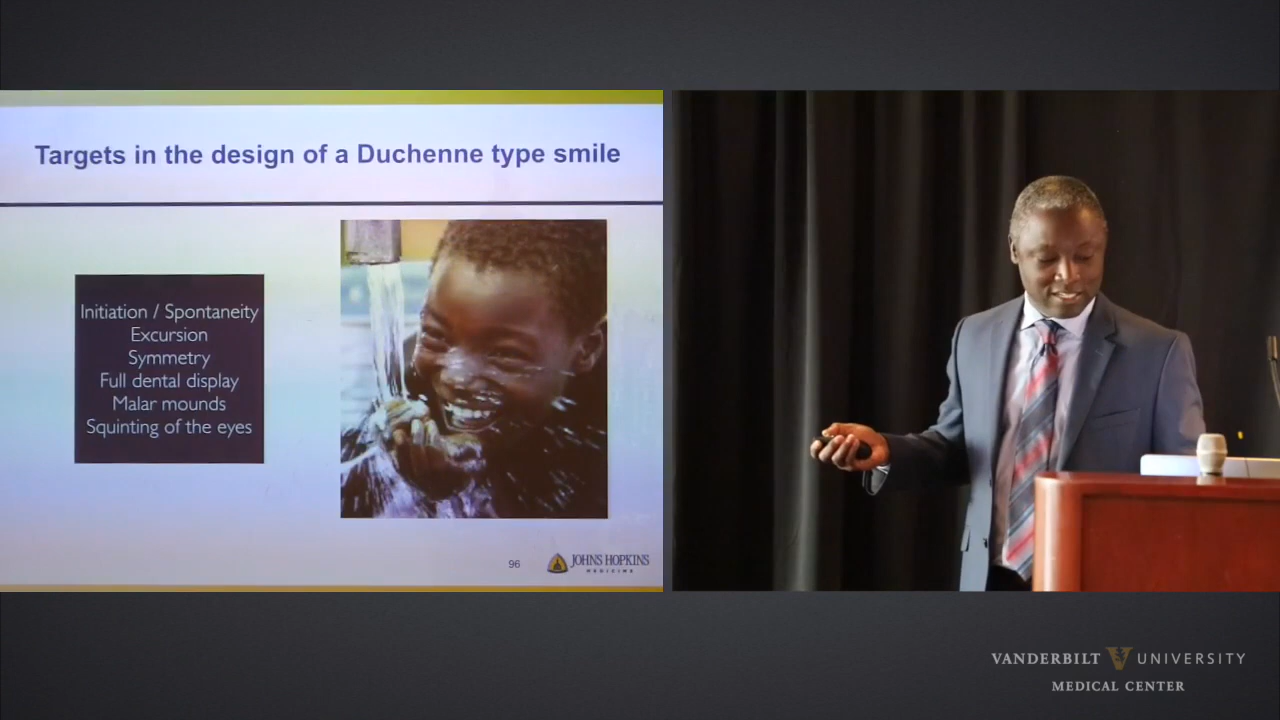 Targets in the design of a Duchenne type smile
Initiation / Spontaneity
Excursion
Symmetry
Full dental display
Malar mounds
Squinting of the eyes
96
JOHNS HOPKINS
MEDICINE
VANDERBILT UNIVERSITY
MEDICAL CENTER